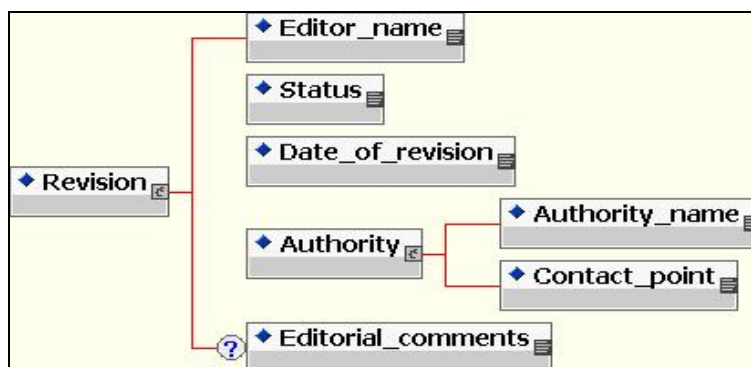 Editor_name
Status
Date_of_revision
Revision
Authority_name
Authority
Contact_point
?
Editorial_comments